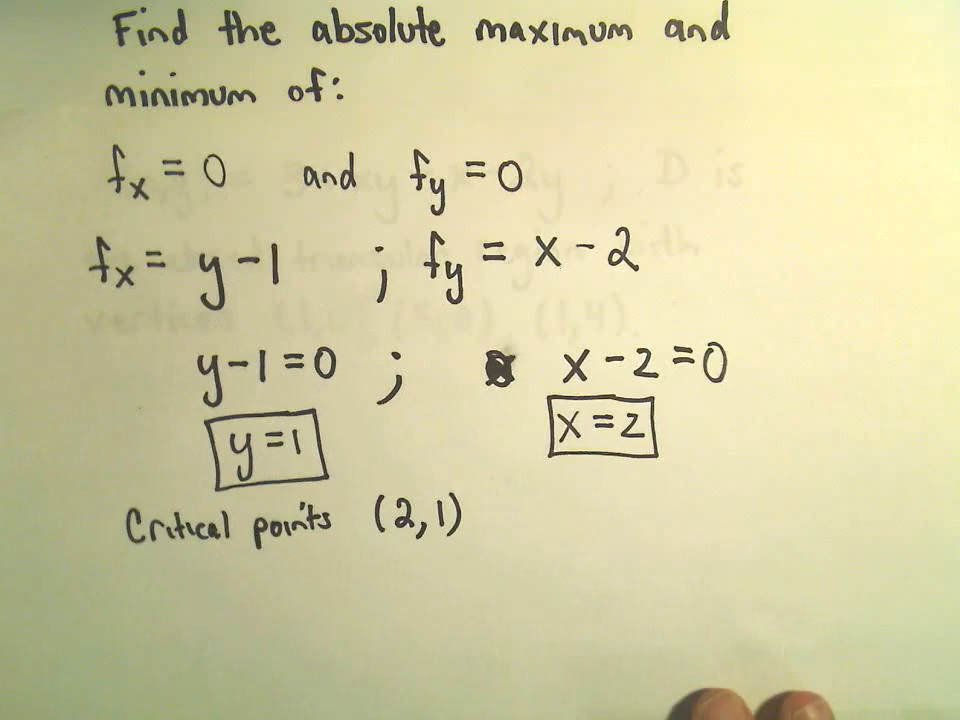 Find the absolute maximum and
minimum of:
fx = 0 and fy = 0
fx = y - 1 ; fy = x - 2
y - 1 = 0 ; x - 2 = 0
y = 1 x = 2
Critical points (2, 1)